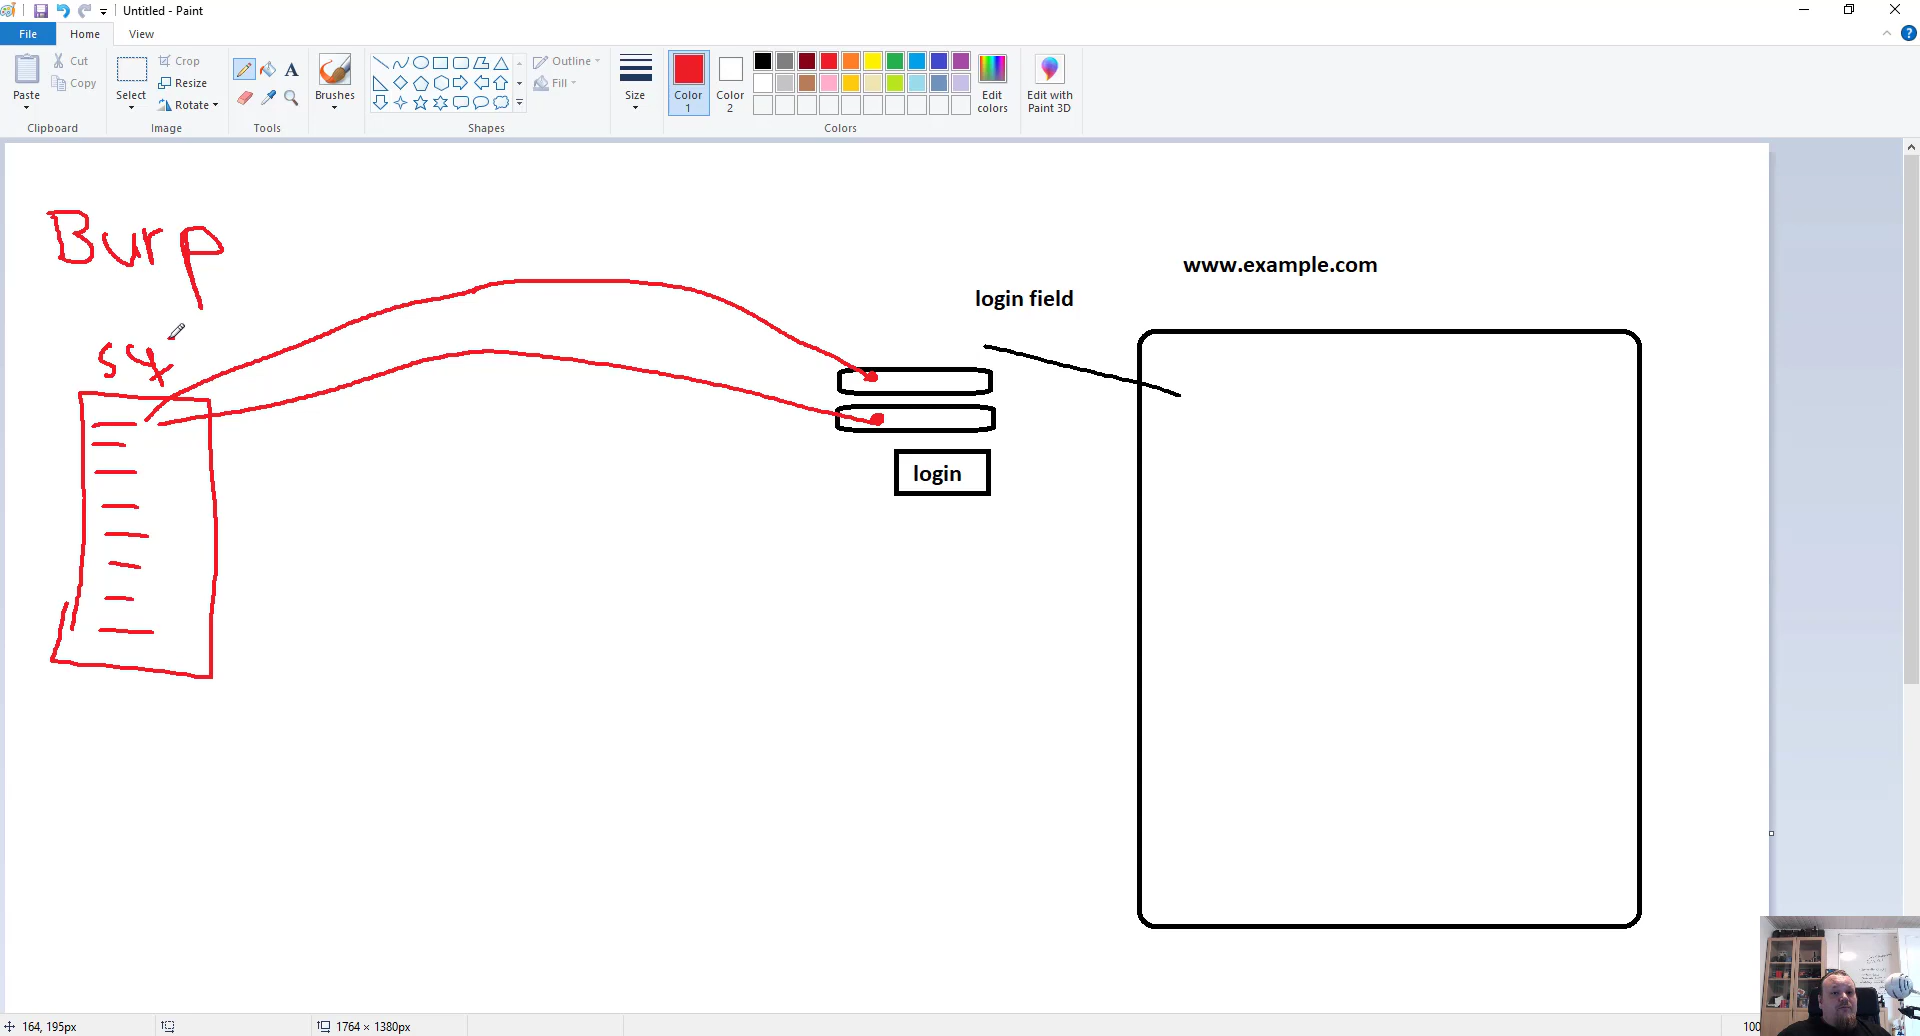 Untitled - Paint
File Home View
Paste Cut Copy Clipboard
Select Crop Resize Rotate Image
Tools
Brushes
Outline Fill Shapes
Size
Color 1 Color 2 Edit colors Colors
Edit with Paint 3D
Burp
www.example.com
login field
login
164, 195px
1764 × 1380px
100